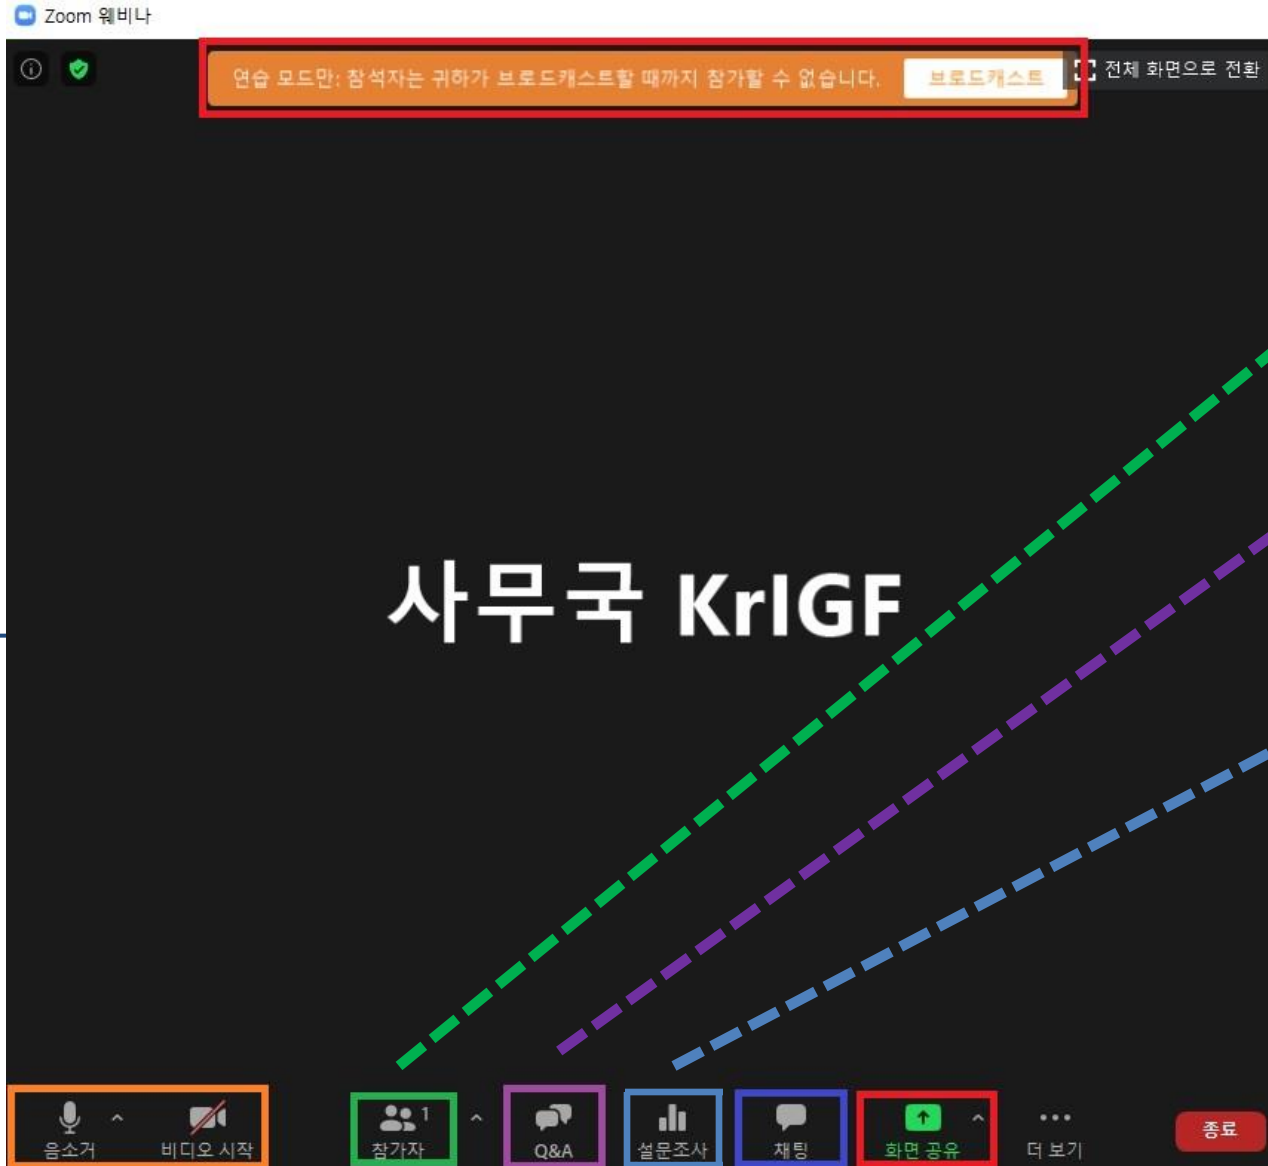 Zoom 웨비나
연습 모드만: 참석자는 귀하가 브로드캐스트할 때까지 참가할 수 없습니다. 브로드캐스트 전체 화면으로 전환
사무국 KrIGF
음소거 비디오 시작 참가자 1 Q&A 설문조사 채팅 화면 공유 더 보기 종료